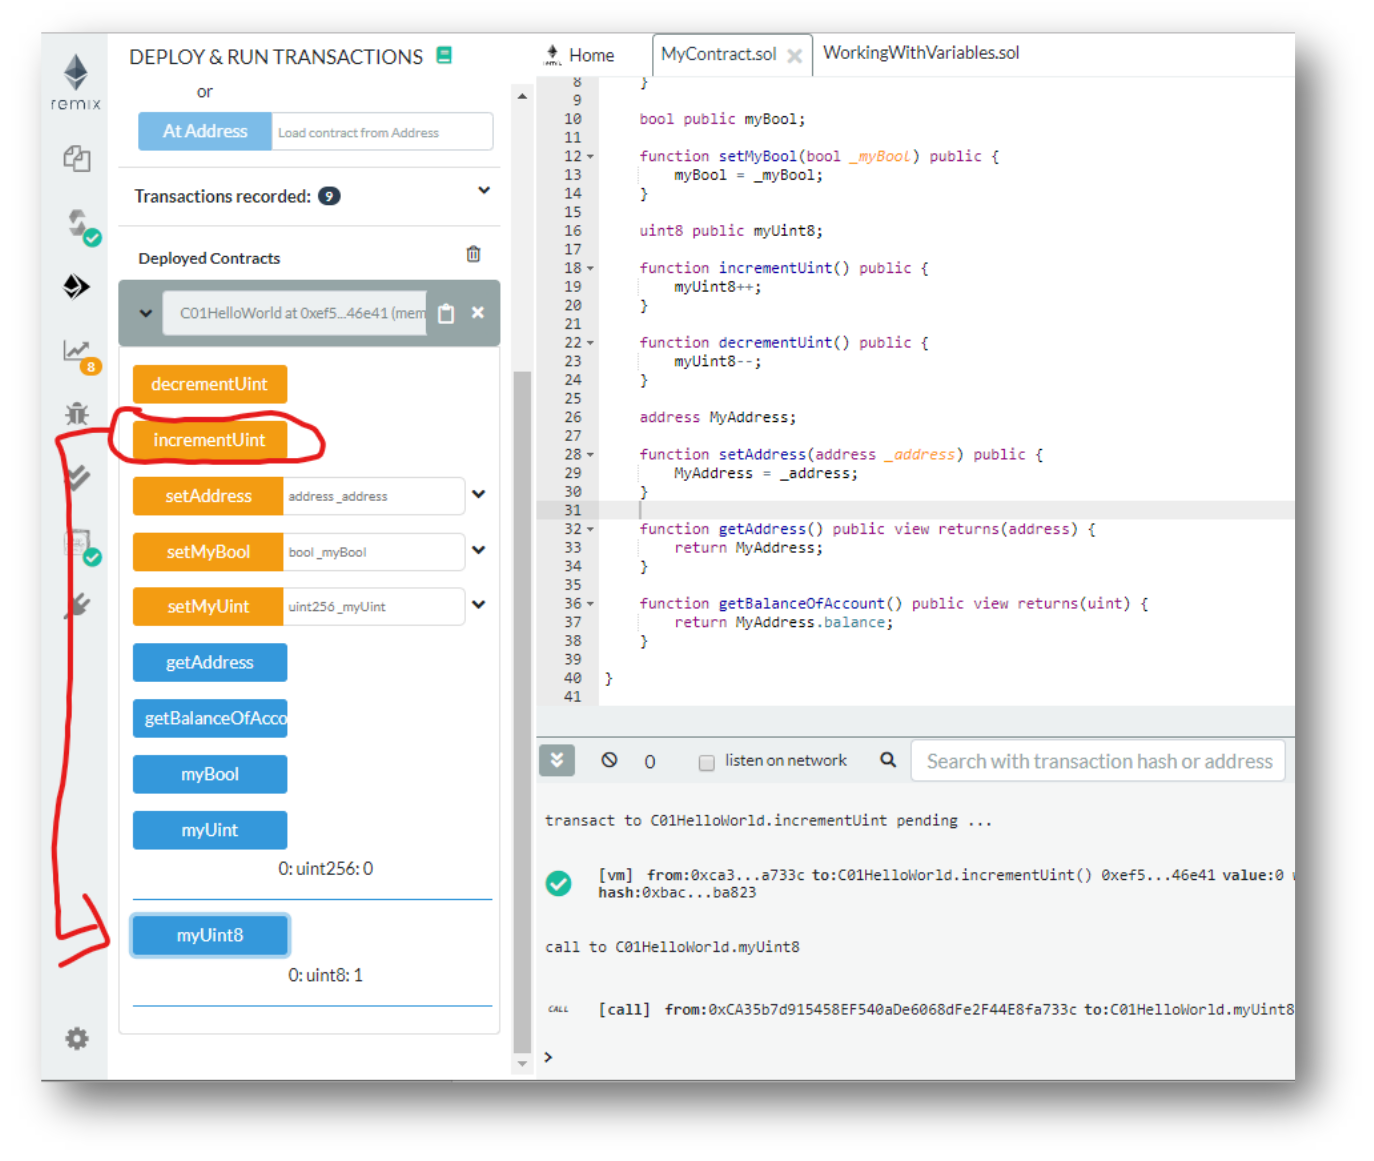 remix
DEPLOY & RUN TRANSACTIONS
or
At Address
Load contract from Address
Transactions recorded: 9
Deployed Contracts
C01HelloWorld at 0xef5...46e41 (mem
8
decrementUint
incrementUint
setAddress
address _address
setMyBool
bool _myBool
setMyUint
uint256 _myUint
getAddress
getBalanceOfAcco
myBool
myUint
0: uint256: 0
myUint8
0: uint8: 1
Home
MyContract.sol
WorkingWithVariables.sol
8 }
9
10 bool public myBool;
11
12 function setMyBool(bool _myBool) public {
13 myBool = _myBool;
14 }
15
16 uint8 public myUint8;
17
18 function incrementUint() public {
19 myUint8++;
20 }
21
22 function decrementUint() public {
23 myUint8--;
24 }
25
26 address MyAddress;
27
28 function setAddress(address _address) public {
29 MyAddress = _address;
30 }
31
32 function getAddress() public view returns(address) {
33 return MyAddress;
34 }
35
36 function getBalanceOfAccount() public view returns(uint) {
37 return MyAddress.balance;
38 }
39
40 }
41
0
listen on network
Search with transaction hash or address
transact to C01HelloWorld.incrementUint pending ...
[vm] from:0xca3...a733c to:C01HelloWorld.incrementUint() 0xef5...46e41 value:0
hash:0xbac...ba823
call to C01HelloWorld.myUint8
CALL [call] from:0xCA35b7d915458EF540aDe6068dFe2F44E8fa733c to:C01HelloWorld.myUint8
>